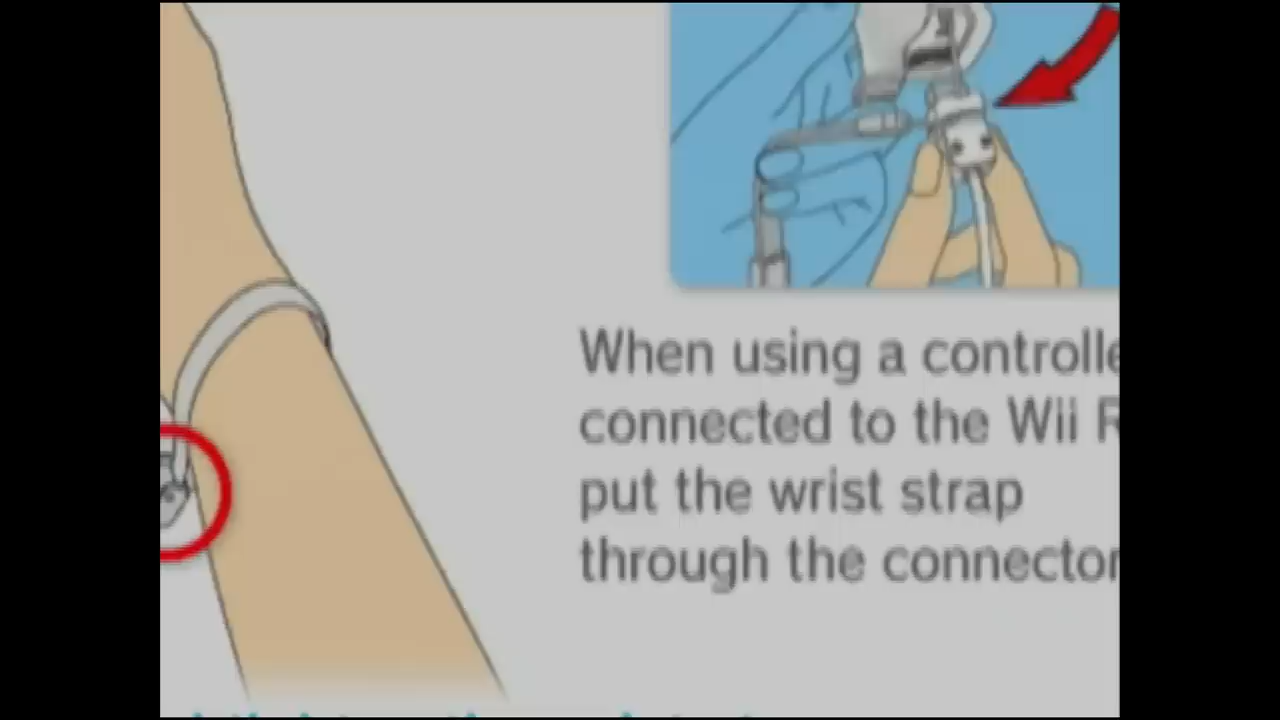 When using a controlle
connected to the Wii R
put the wrist strap
through the connector